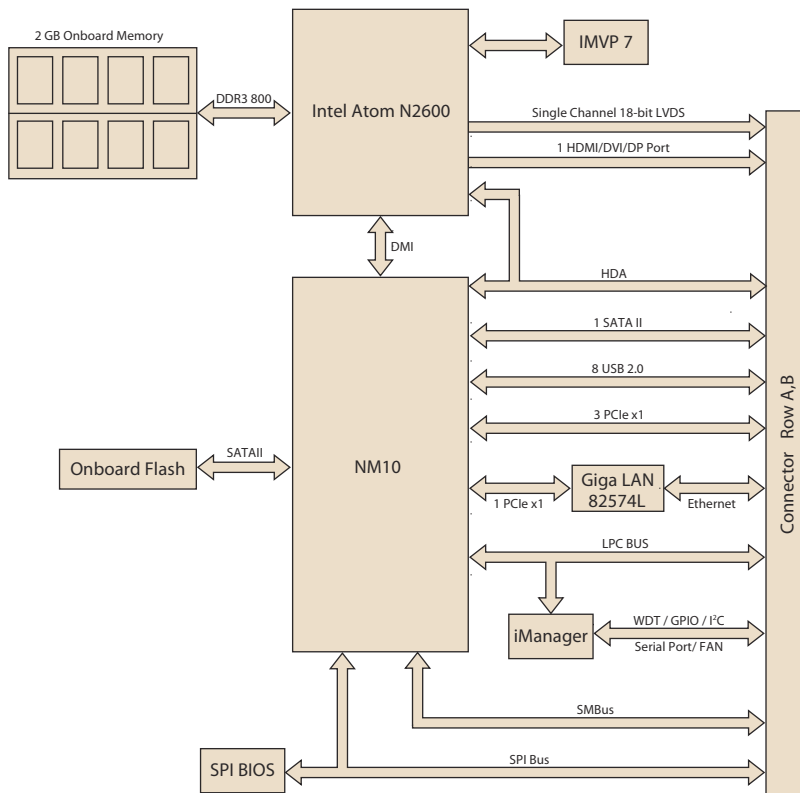 2 GB Onboard Memory
DDR3 800
Intel Atom N2600
IMVP 7
Single Channel 18-bit LVDS
1 HDMI/DVI/DP Port
DMI
HDA
1 SATA II
8 USB 2.0
3 PCIe x1
Onboard Flash
SATAII
NM10
1 PCIe x1
Giga LAN
82574L
Ethernet
LPC BUS
iManager
WDT / GPIO / I²C
Serial Port/ FAN
SMBus
SPI BIOS
SPI Bus
Connector Row A,B